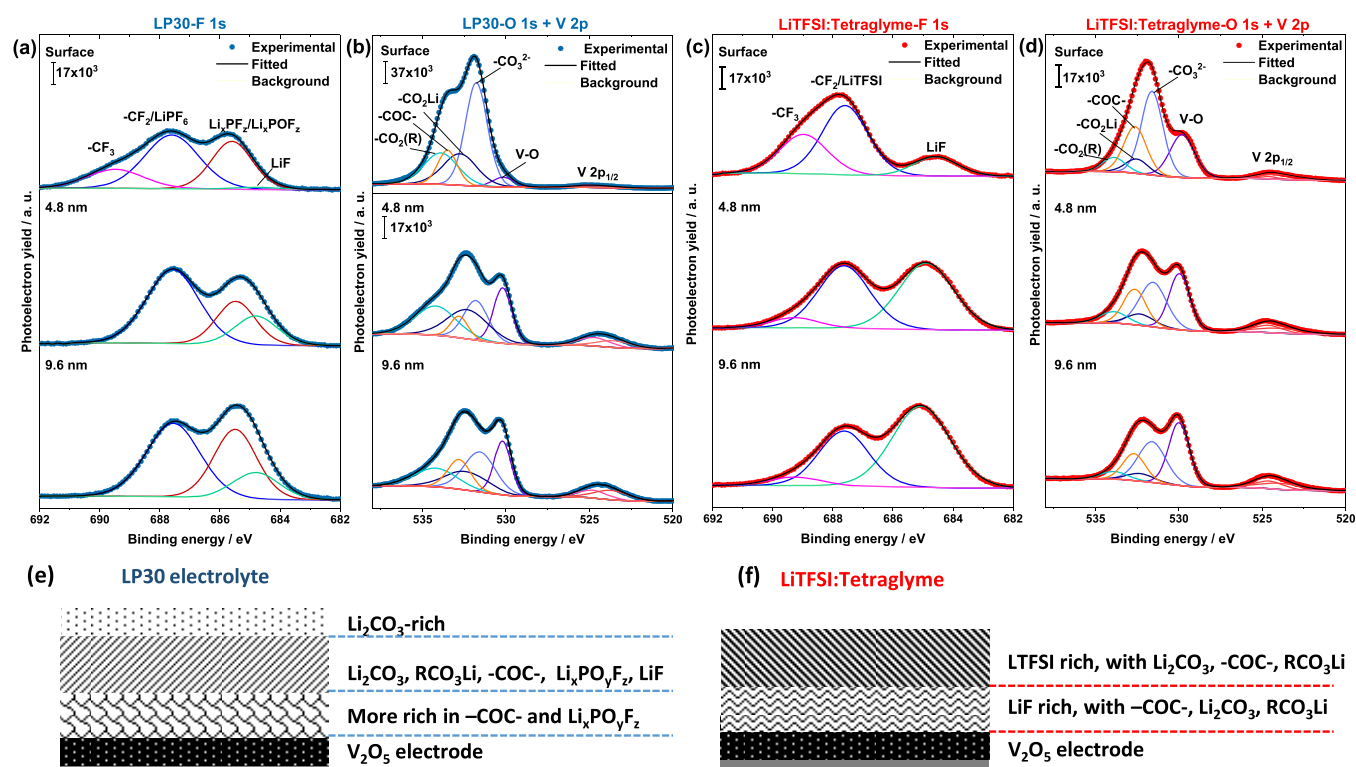 LP30-F 1s
(a)
Surface
17x10³
Experimental
Fitted
Background
-CF₂/LiPF₆
LiₓPF_z/LiₓPOF_z
-CF₃
LiF
4.8 nm
9.6 nm
Photoelectron yield / a. u.
692 690 688 686 684 682
Binding energy / eV
LP30-O 1s + V 2p
(b)
Surface
37x10³
Experimental
Fitted
Background
-CO₃²⁻
-CO₂Li
-COC-
-CO₂(R)
V-O
V 2p₁/₂
4.8 nm
17x10³
9.6 nm
Photoelectron yield / a. u.
535 530 525 520
Binding energy / eV
LiTFSI:Tetraglyme-F 1s
(c)
Surface
17x10³
Experimental
Fitted
Background
-CF₂/LiTFSI
-CF₃
LiF
4.8 nm
9.6 nm
Photoelectron yield / a. u.
692 690 688 686 684 682
Binding energy / eV
LiTFSI:Tetraglyme-O 1s + V 2p
(d)
Surface
17x10³
Experimental
Fitted
Background
-CO₃²⁻
-COC-
-CO₂Li
-CO₂(R)
V-O
V 2p₁/₂
4.8 nm
9.6 nm
Photoelectron yield / a. u.
535 530 525 520
Binding energy / eV
(e)
LP30 electrolyte
Li₂CO₃-rich
Li₂CO₃, RCO₃Li, -COC-, LiₓPO_yF_z, LiF
More rich in –COC- and LiₓPO_yF_z
V₂O₅ electrode
(f)
LiTFSI:Tetraglyme
LTFSI rich, with Li₂CO₃, -COC-, RCO₃Li
LiF rich, with –COC-, Li₂CO₃, RCO₃Li
V₂O₅ electrode